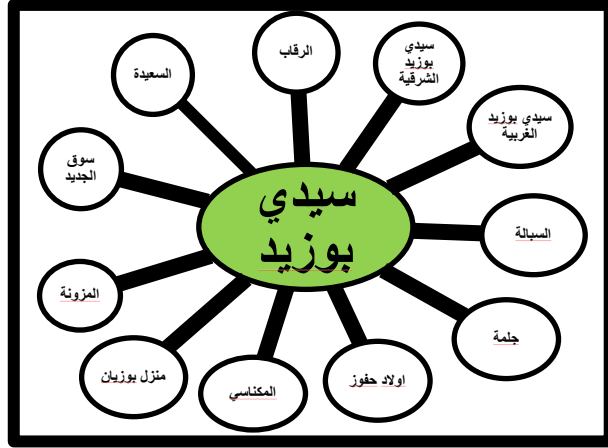 سيدي
بوزيد
الرقاب
سيدي
بوزيد
الشرقية
سيدي بوزيد
الغربية
السبالة
جلمة
اولاد حفوز
المكناسي
منزل بوزيان
المزونة
سوق
الجديد
السعيدة